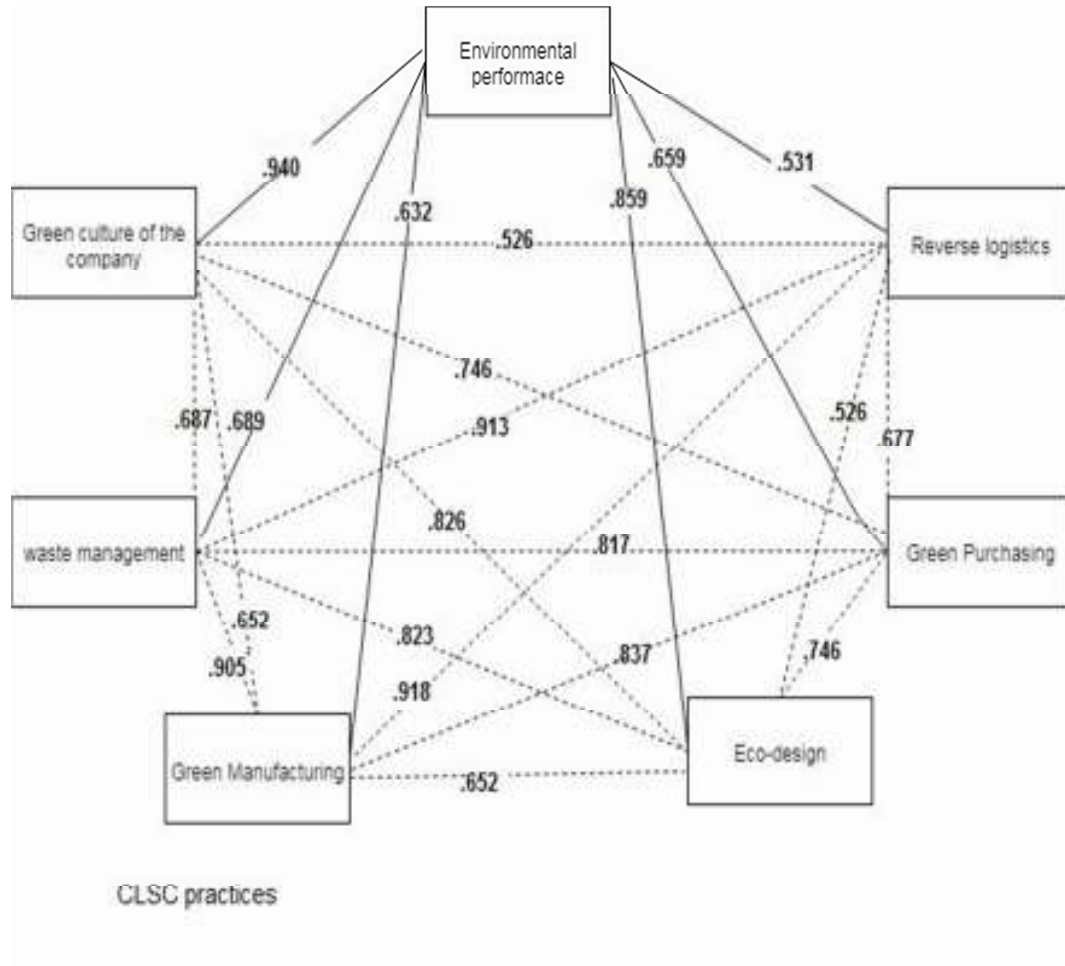 Environmental
performace
.940
.659
.531
.859
.632
Green culture of the
company
.526
Reverse logistics
.746
.687
.689
.913
.526
.677
.826
.817
waste management
Green Purchasing
.652
.823
.837
.746
.905
.918
Green Manufacturing
Eco-design
.652
CLSC practices